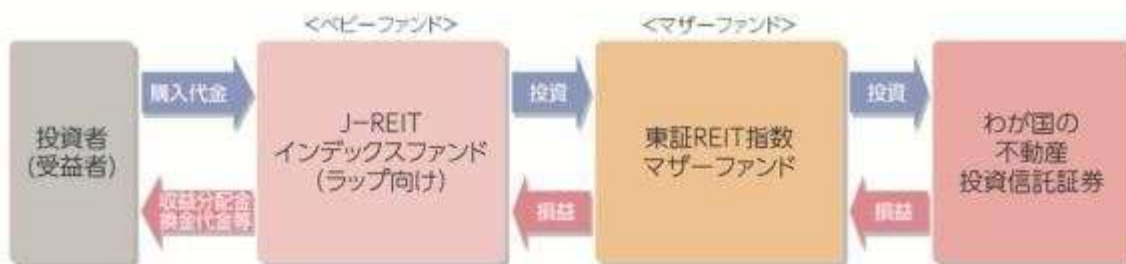 <ベビーファンド>
<マザーファンド>
投資者
(受益者)
購入代金
収益分配金
換金代金等
J-REIT
インデックスファンド
(ラップ向け)
投資
損益
東証REIT指数
マザーファンド
投資
損益
わが国の
不動産
投資信託証券